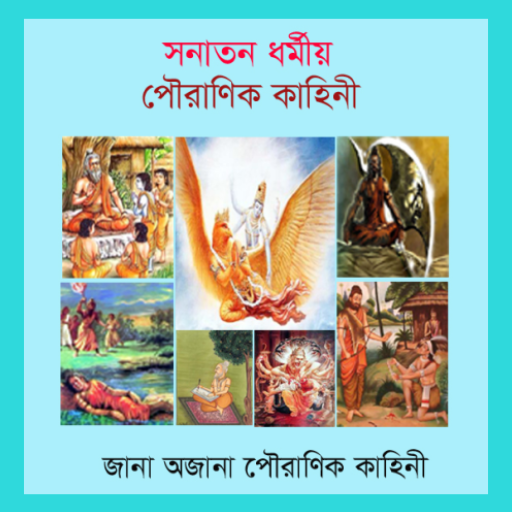 সনাতন ধর্মীয়
পৌরাণিক কাহিনী
জানা অজানা পৌরাণিক কাহিনী